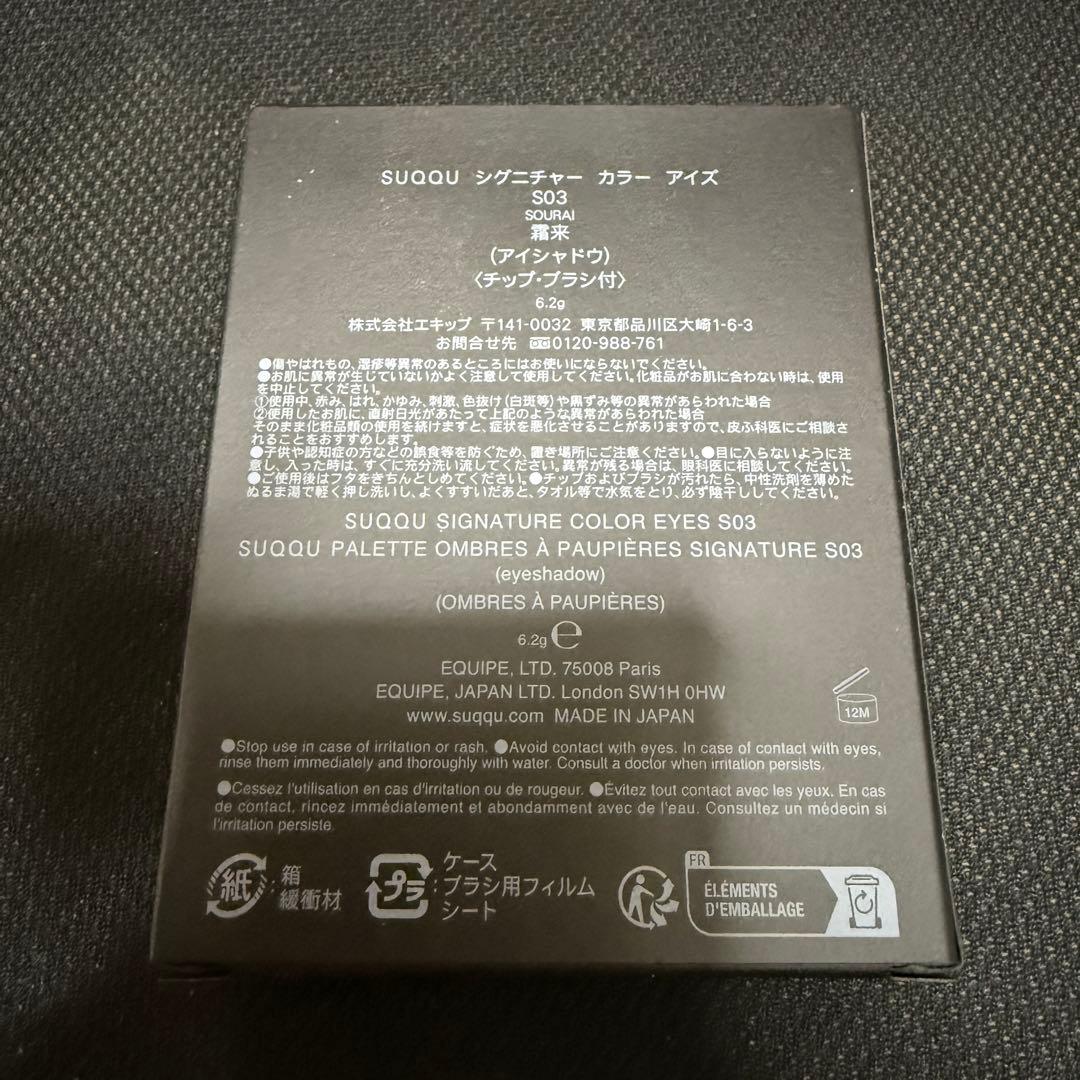 SUQQU シグニチャー カラー アイズ
S03
SOURAI
霜来
(アイシャドウ)
〈チップ・ブラシ付〉
6.2g
株式会社エキップ 〒141-0032 東京都品川区大崎1-6-3
お問合せ先 0120-988-761
●傷やはれもの、湿疹等異常のあるところにはお使いにならないでください。
●お肌に異常が生じていないかよく注意して使用してください。化粧品がお肌に合わない時は、使用
を中止してください。
①使用中、赤み、はれ、かゆみ、刺激、色抜け(白斑等)や黒ずみ等の異常があらわれた場合
②使用したお肌に、直射日光があたって上記のような異常があらわれた場合
そのまま化粧品類の使用を続けますと、症状を悪化させることがありますので、皮ふ科医にご相談さ
れることをおすすめします。
●子供や認知症の方などの誤食等を防ぐため、置き場所にご注意ください。●目に入らないように注
意し、入った時は、すぐに充分洗い流してください。異常が残る場合は、眼科医に相談してください。
●ご使用後はフタをきちんとしめてください。●チップおよびブラシが汚れたら、中性洗剤を薄めた
ぬるま湯で軽く押し洗いし、よくすすいだあと、タオル等で水気をとり、必ず陰干ししてください。
SUQQU SIGNATURE COLOR EYES S03
SUQQU PALETTE OMBRES À PAUPIÈRES SIGNATURE S03
(eyeshadow)
(OMBRES À PAUPIÈRES)
6.2g ℮
EQUIPE, LTD. 75008 Paris
EQUIPE, JAPAN LTD. London SW1H 0HW
www.suqqu.com MADE IN JAPAN
12M
●Stop use in case of irritation or rash. ●Avoid contact with eyes. In case of contact with eyes,
rinse them immediately and thoroughly with water. Consult a doctor when irritation persists.
●Cessez l'utilisation en cas d'irritation ou de rougeur. ●Évitez tout contact avec les yeux. En cas
de contact, rincez immédiatement et abondamment avec de l'eau. Consultez un médecin si
l'irritation persiste.
紙 : 箱
緩衝材
プラ : ケース
ブラシ用フィルム
シート
FR
ÉLÉMENTS
D'EMBALLAGE